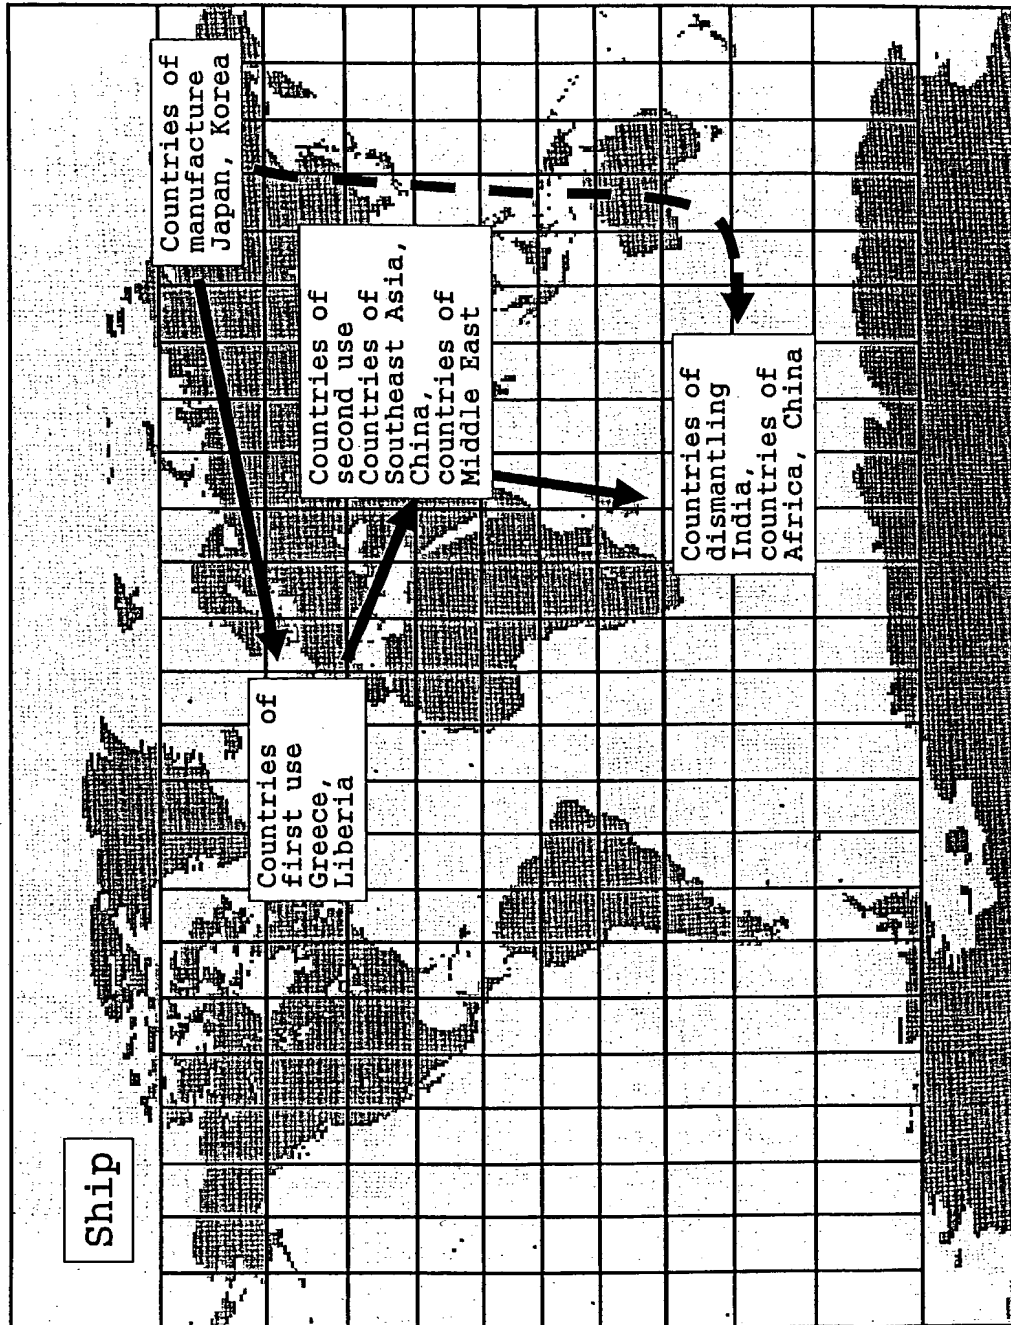 Ship
Countries of
manufacture
Japan, Korea
Countries of
first use
Greece,
Liberia
Countries of
second use
Countries of
Southeast Asia,
China,
countries of
Middle East
Countries of
dismantling
India,
countries of
Africa, China